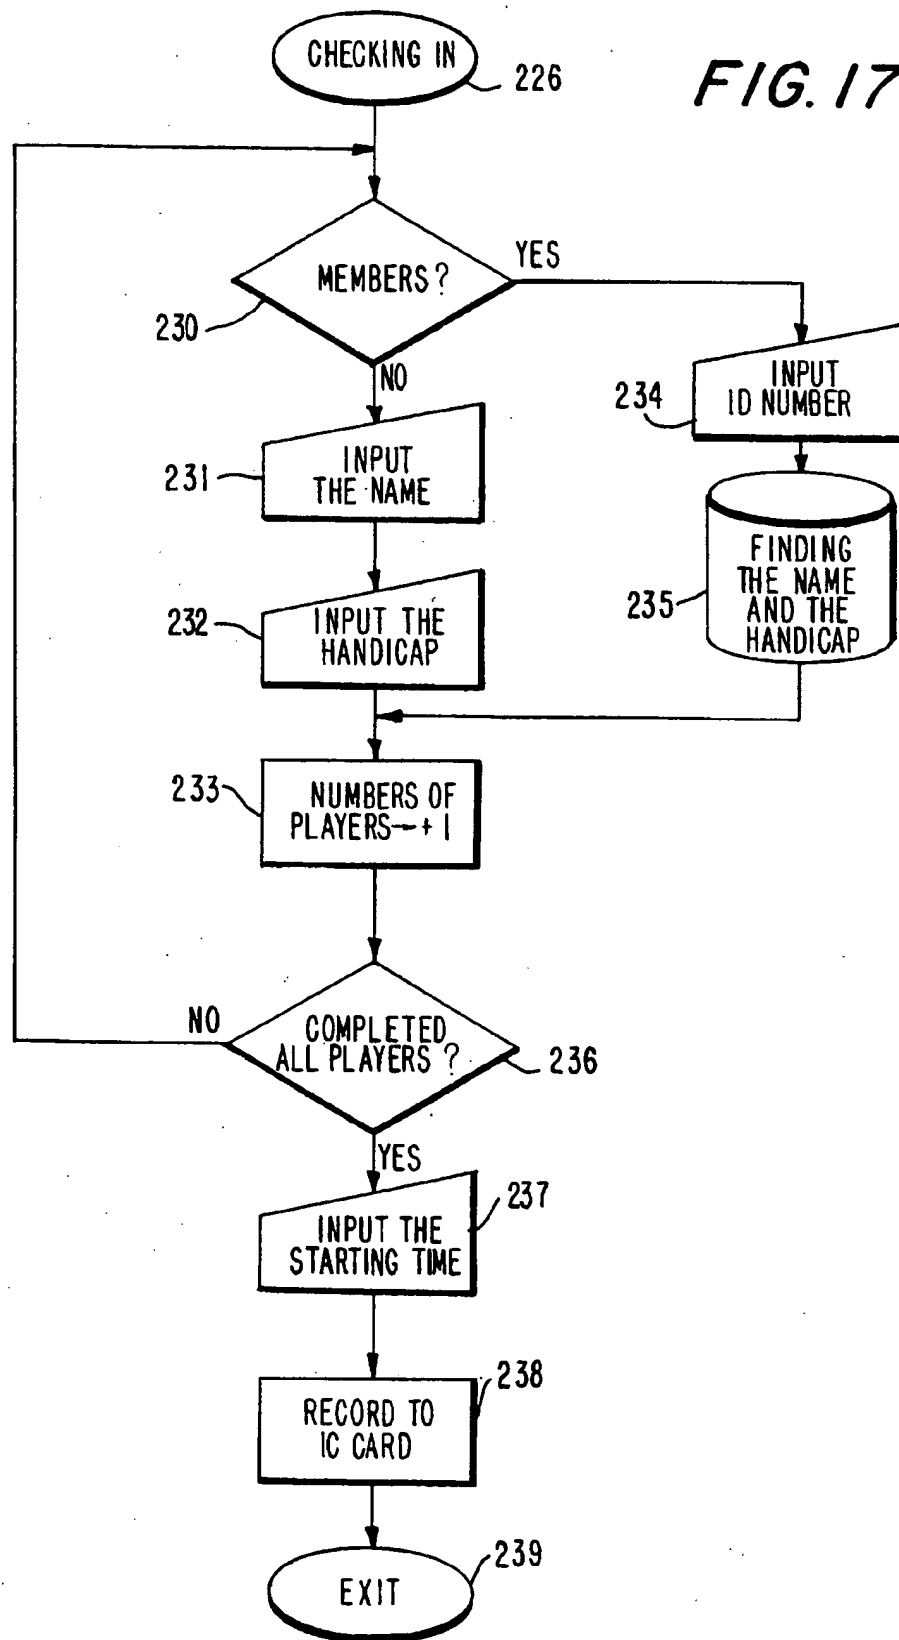 CHECKING IN
226
FIG. 17
MEMBERS?
YES
230
NO
INPUT
ID NUMBER
234
INPUT
THE NAME
231
FINDING
THE NAME
AND THE
HANDICAP
235
INPUT THE
HANDICAP
232
NUMBERS OF
PLAYERS→+1
233
NO
COMPLETED
ALL PLAYERS ?
236
YES
INPUT THE
STARTING TIME
237
RECORD TO
IC CARD
238
EXIT
239